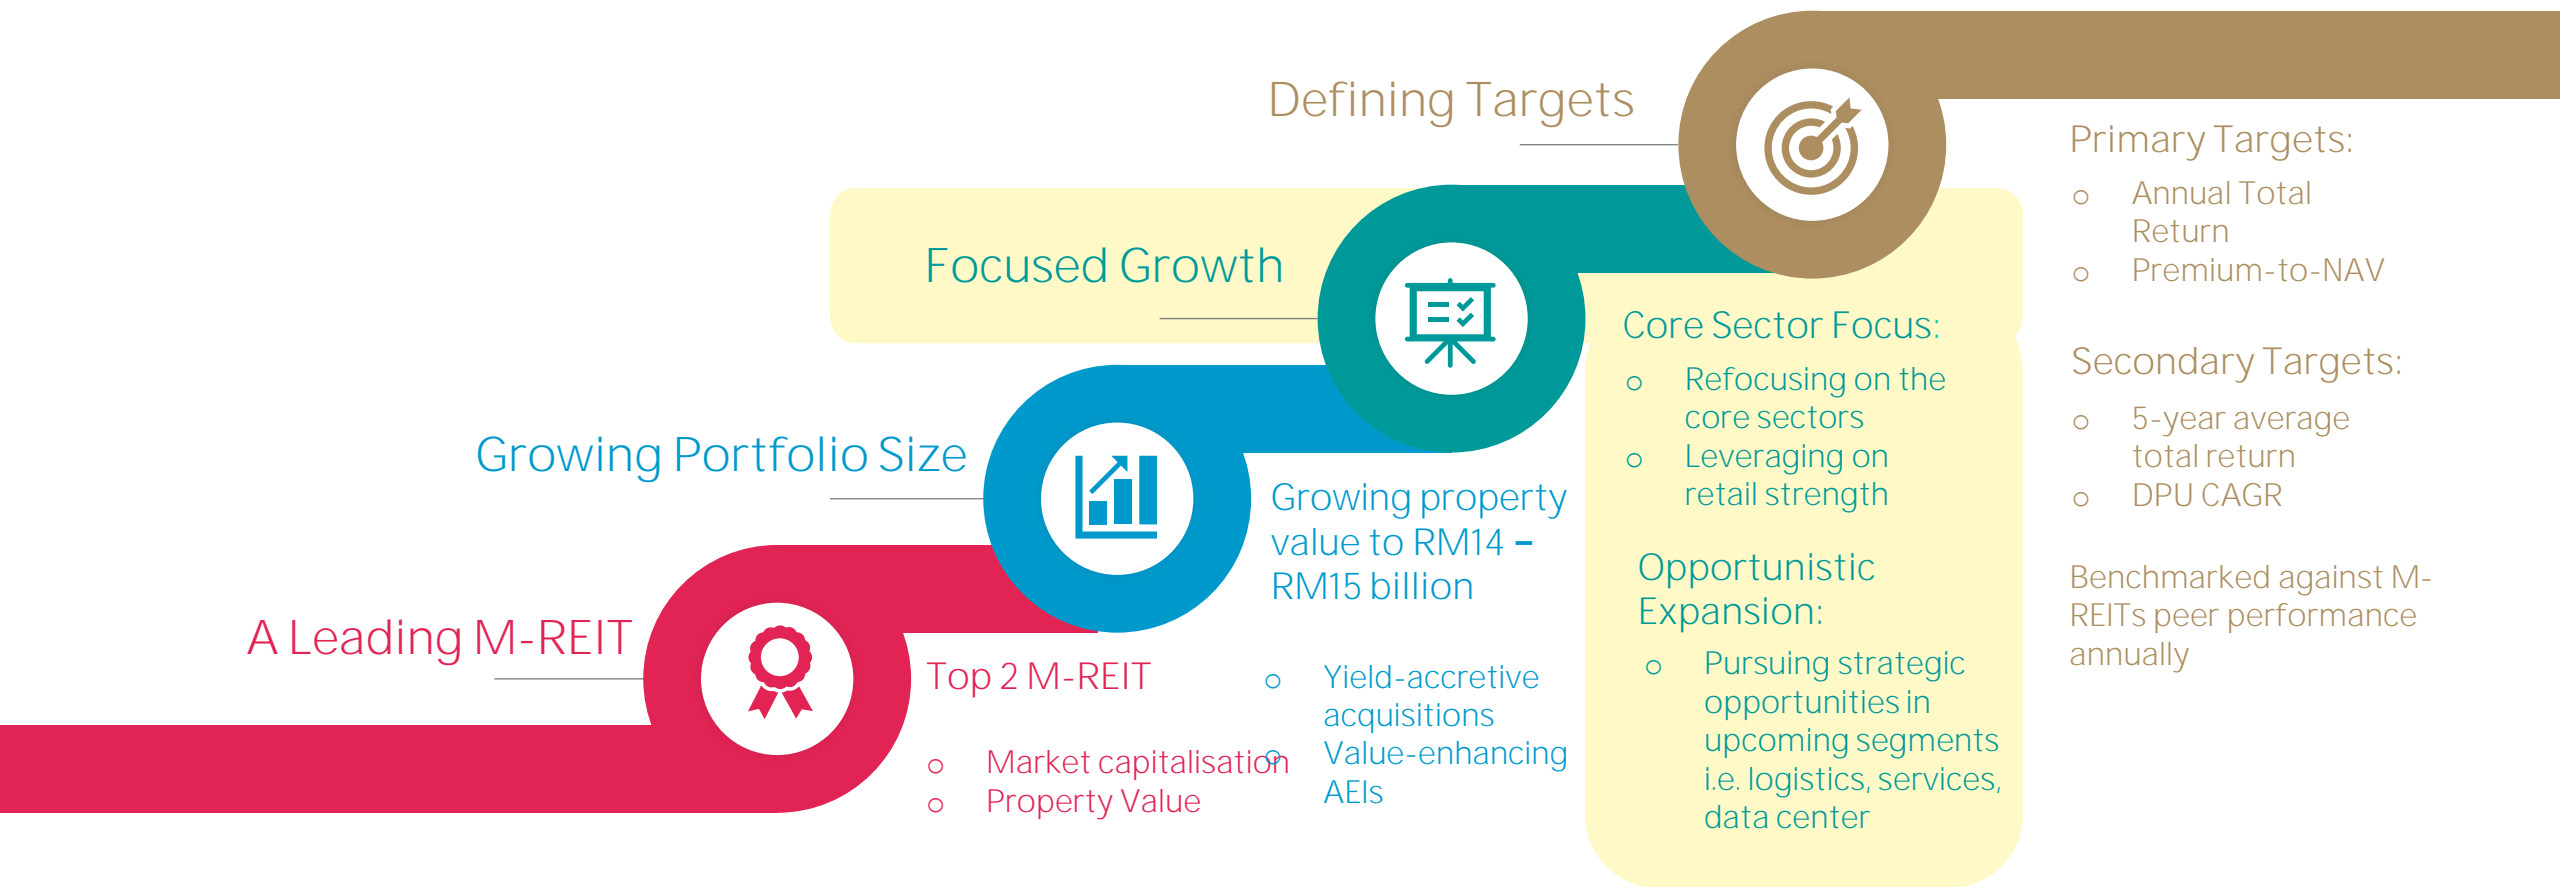 Defining Targets
Primary Targets:
○ Annual Total
Return
○ Premium-to-NAV
Secondary Targets:
○ 5-year average
total return
○ DPU CAGR
Benchmarked against M-
REITs peer performance
annually
Focused Growth
Core Sector Focus:
○ Refocusing on the
core sectors
○ Leveraging on
retail strength
Opportunistic
Expansion:
○ Pursuing strategic
opportunities in
upcoming segments
i.e. logistics, services,
data center
Growing Portfolio Size
Growing property
value to RM14 –
RM15 billion
○ Yield-accretive
acquisitions
○ Value-enhancing
AEIs
A Leading M-REIT
Top 2 M-REIT
○ Market capitalisation
○ Property Value